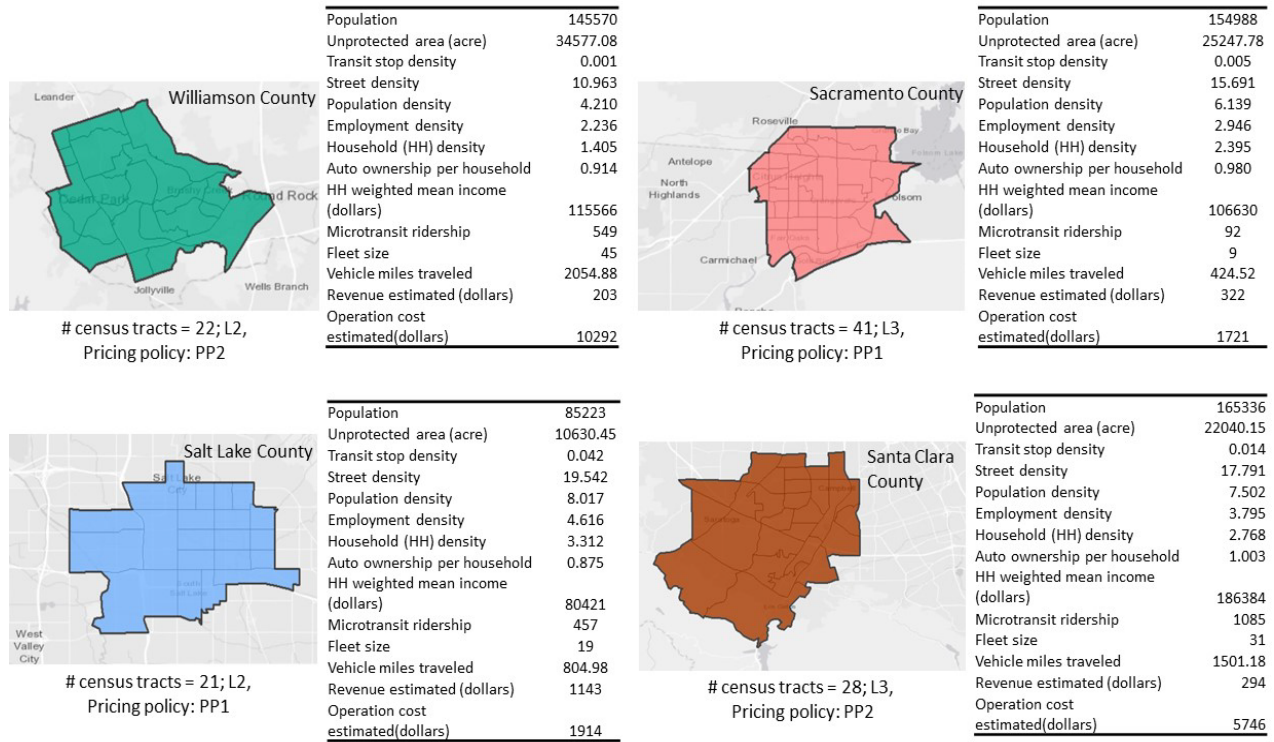 Leander
Williamson County
Cedar Park
Brushy Creek
Round Rock
Jollyville
Wells Branch
# census tracts = 22; L2,
Pricing policy: PP2
Population 145570
Unprotected area (acre) 34577.08
Transit stop density 0.001
Street density 10.963
Population density 4.210
Employment density 2.236
Household (HH) density 1.405
Auto ownership per household 0.914
HH weighted mean income
(dollars) 115566
Microtransit ridership 549
Fleet size 45
Vehicle miles traveled 2054.88
Revenue estimated (dollars) 203
Operation cost
estimated(dollars) 10292
Sacramento County
Roseville
Antelope
Citrus Heights
North
Highlands
Folsom Lake
olsom
Fair Oaks
Carmichael
# census tracts = 41; L3,
Pricing policy: PP1
Population 154988
Unprotected area (acre) 25247.78
Transit stop density 0.005
Street density 15.691
Population density 6.139
Employment density 2.946
Household (HH) density 2.395
Auto ownership per household 0.980
HH weighted mean income
(dollars) 106630
Microtransit ridership 92
Fleet size 9
Vehicle miles traveled 424.52
Revenue estimated (dollars) 322
Operation cost
estimated(dollars) 1721
Salt Lake County
Salt Lake
City
South
Salt Lake
West
Valley
City
# census tracts = 21; L2,
Pricing policy: PP1
Population 85223
Unprotected area (acre) 10630.45
Transit stop density 0.042
Street density 19.542
Population density 8.017
Employment density 4.616
Household (HH) density 3.312
Auto ownership per household 0.875
HH weighted mean income
(dollars) 80421
Microtransit ridership 457
Fleet size 19
Vehicle miles traveled 804.98
Revenue estimated (dollars) 1143
Operation cost
estimated(dollars) 1914
Santa Clara
County
Campbell
Saratoga
Los Gatos
# census tracts = 28; L3,
Pricing policy: PP2
Population 165336
Unprotected area (acre) 22040.15
Transit stop density 0.014
Street density 17.791
Population density 7.502
Employment density 3.795
Household (HH) density 2.768
Auto ownership per household 1.003
HH weighted mean income
(dollars) 186384
Microtransit ridership 1085
Fleet size 31
Vehicle miles traveled 1501.18
Revenue estimated (dollars) 294
Operation cost
estimated(dollars) 5746